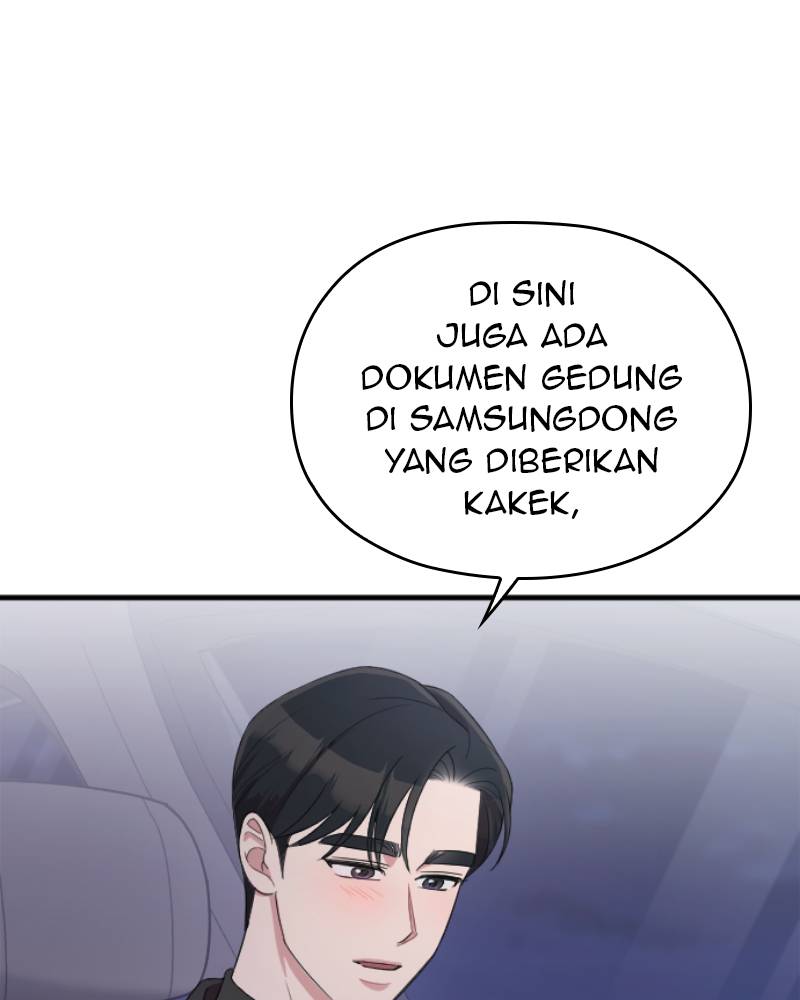 DI SINI
JUGA ADA
DOKUMEN GEDUNG
DI SAMSUNGDONG
YANG DIBERIKAN
KAKEK,